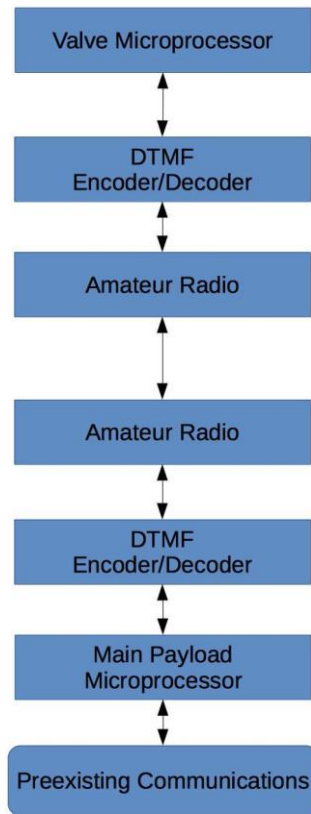 Valve Microprocessor
DTMF
Encoder/Decoder
Amateur Radio
Amateur Radio
DTMF
Encoder/Decoder
Main Payload
Microprocessor
Preexisting Communications